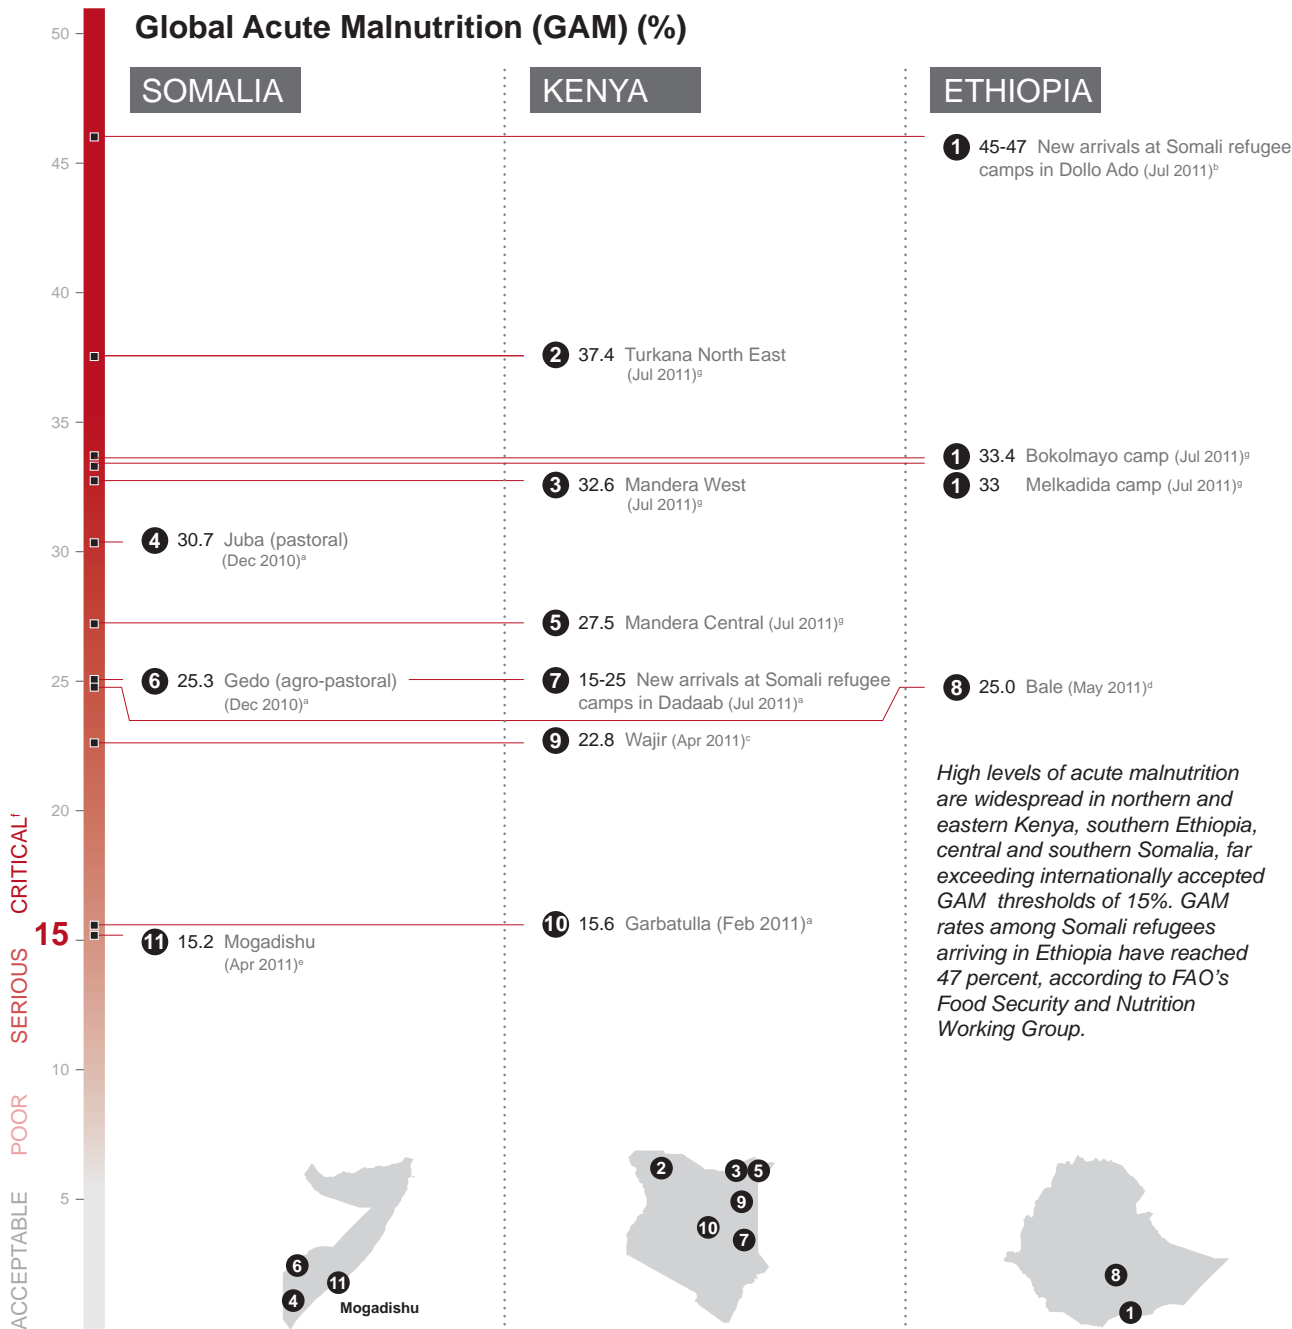 Global Acute Malnutrition (GAM) (%)
SOMALIA
KENYA
ETHIOPIA
50
45
40
35
30
25
20
15
10
5
CRITICALᶠ
SERIOUS
POOR
ACCEPTABLE
1 45-47 New arrivals at Somali refugee
camps in Dollo Ado (Jul 2011)ᵇ
2 37.4 Turkana North East
(Jul 2011)ᵍ
1 33.4 Bokolmayo camp (Jul 2011)ᵍ
3 32.6 Mandera West
(Jul 2011)ᵍ
1 33 Melkadida camp (Jul 2011)ᵍ
4 30.7 Juba (pastoral)
(Dec 2010)ᵃ
5 27.5 Mandera Central (Jul 2011)ᵍ
6 25.3 Gedo (agro-pastoral)
(Dec 2010)ᵃ
7 15-25 New arrivals at Somali refugee
camps in Dadaab (Jul 2011)ᵃ
8 25.0 Bale (May 2011)ᵈ
9 22.8 Wajir (Apr 2011)ᶜ
High levels of acute malnutrition
are widespread in northern and
eastern Kenya, southern Ethiopia,
central and southern Somalia, far
exceeding internationally accepted
GAM thresholds of 15%. GAM
rates among Somali refugees
arriving in Ethiopia have reached
47 percent, according to FAO's
Food Security and Nutrition
Working Group.
10 15.6 Garbatulla (Feb 2011)ᵃ
11 15.2 Mogadishu
(Apr 2011)ᵉ
6
11
4
Mogadishu
2
3
5
9
10
7
8
1